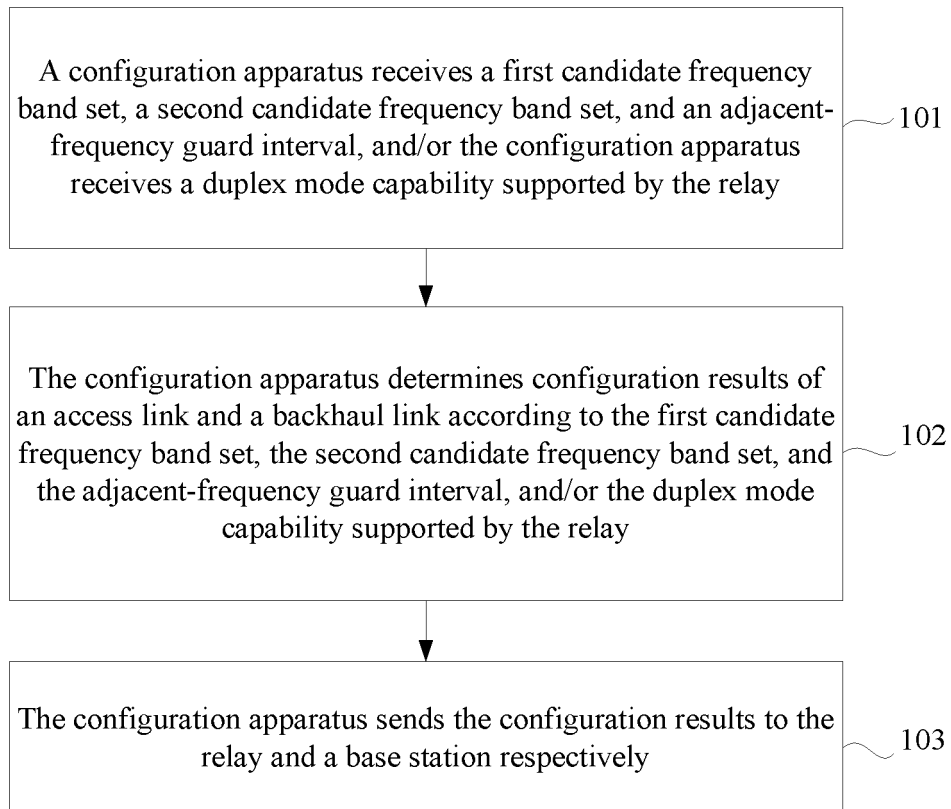 A configuration apparatus receives a first candidate frequency
band set, a second candidate frequency band set, and an adjacent-
frequency guard interval, and/or the configuration apparatus
receives a duplex mode capability supported by the relay
101
The configuration apparatus determines configuration results of
an access link and a backhaul link according to the first candidate
frequency band set, the second candidate frequency band set, and
the adjacent-frequency guard interval, and/or the duplex mode
capability supported by the relay
102
The configuration apparatus sends the configuration results to the
relay and a base station respectively
103